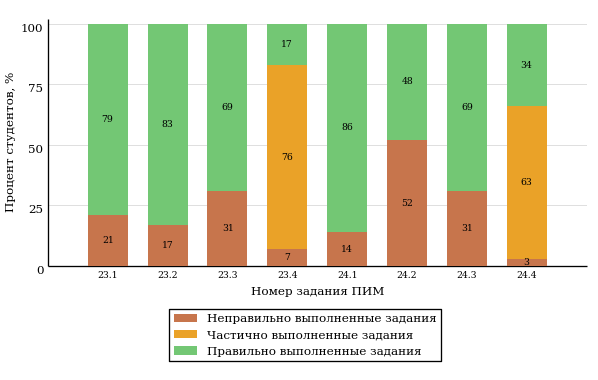 Процент студентов, %
100
75
50
25
0
79 83 69 17 86 48 69 34
76 63
21 17 31 7 14 52 31 3
23.1 23.2 23.3 23.4 24.1 24.2 24.3 24.4
Номер задания ПИМ
Неправильно выполненные задания
Частично выполненные задания
Правильно выполненные задания